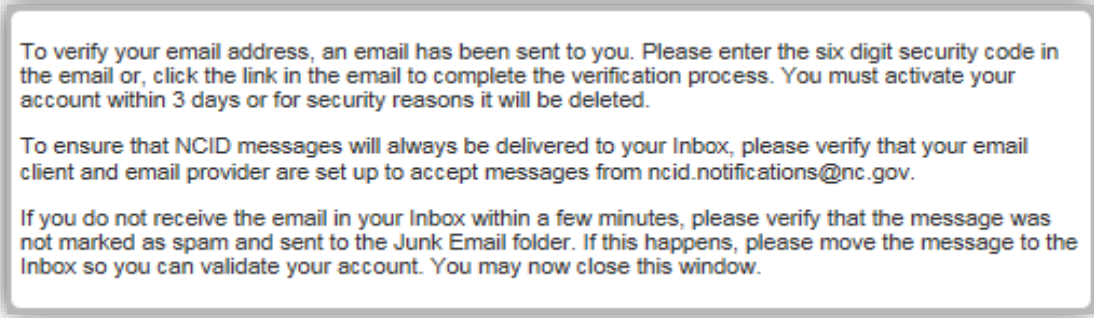 To verify your email address, an email has been sent to you. Please enter the six digit security code in
the email or, click the link in the email to complete the verification process. You must activate your
account within 3 days or for security reasons it will be deleted.
To ensure that NCID messages will always be delivered to your Inbox, please verify that your email
client and email provider are set up to accept messages from ncid.notifications@nc.gov.
If you do not receive the email in your Inbox within a few minutes, please verify that the message was
not marked as spam and sent to the Junk Email folder. If this happens, please move the message to the
Inbox so you can validate your account. You may now close this window.